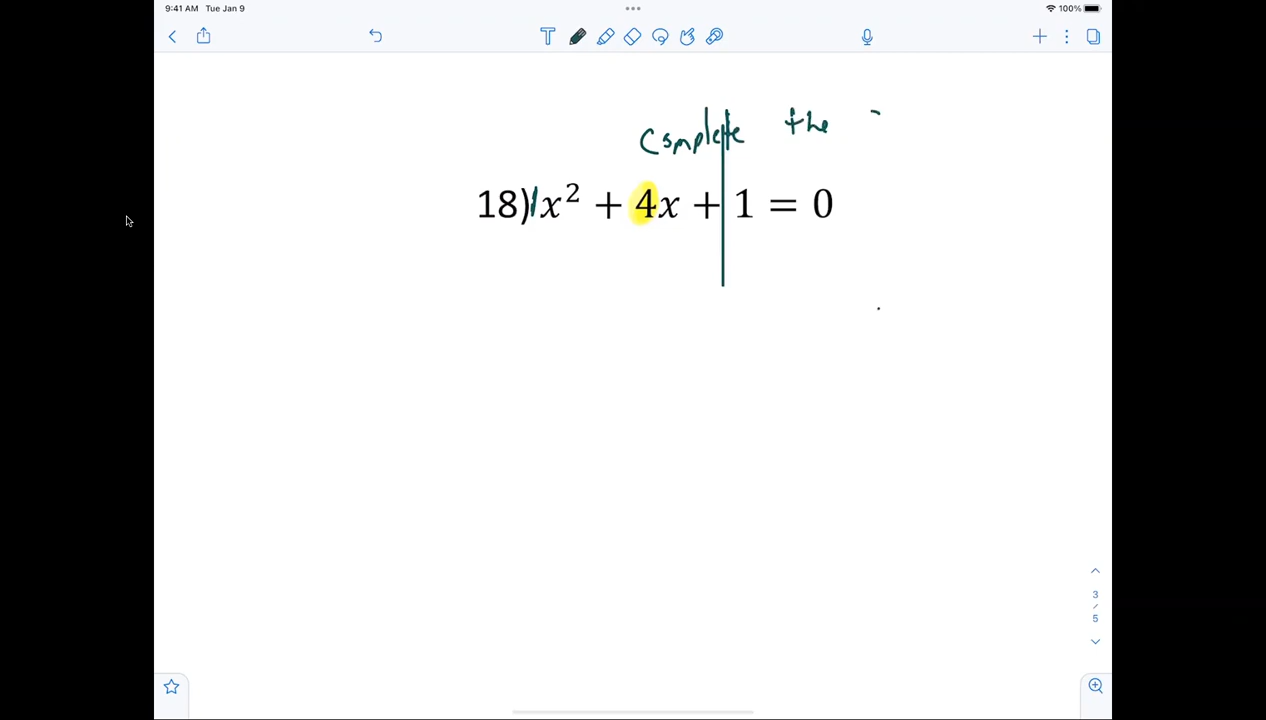 9:41 AM Tue Jan 9
100%
T
complete the
18) 1x² + 4x + 1 = 0
3
/
5